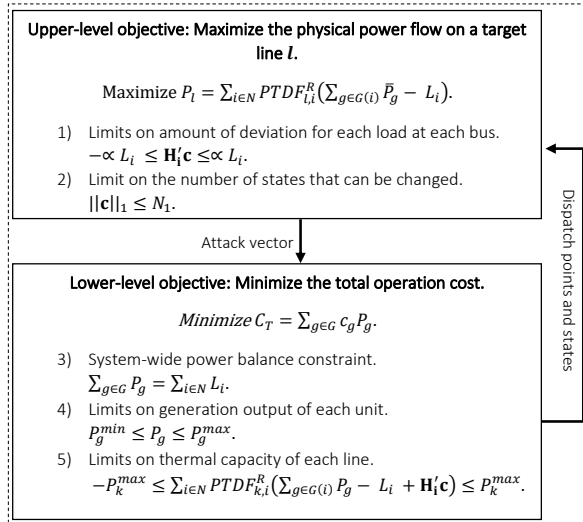 Upper-level objective: Maximize the physical power flow on a target
line l.
Maximize P_l = ∑_{i∈N} PTDF^R_{l,i}(∑_{g∈G(i)} P̄_g − L_i).
1) Limits on amount of deviation for each load at each bus.
−∝ L_i ≤ H′_i c ≤∝ L_i.
2) Limit on the number of states that can be changed.
||c||_1 ≤ N_1.
Attack vector
Lower-level objective: Minimize the total operation cost.
Minimize C_T = ∑_{g∈G} c_g P_g.
3) System-wide power balance constraint.
∑_{g∈G} P_g = ∑_{i∈N} L_i.
4) Limits on generation output of each unit.
P_g^{min} ≤ P_g ≤ P_g^{max}.
5) Limits on thermal capacity of each line.
−P_k^{max} ≤ ∑_{i∈N} PTDF^R_{k,i}(∑_{g∈G(i)} P_g − L_i + H′_i c) ≤ P_k^{max}.
Dispatch points and states